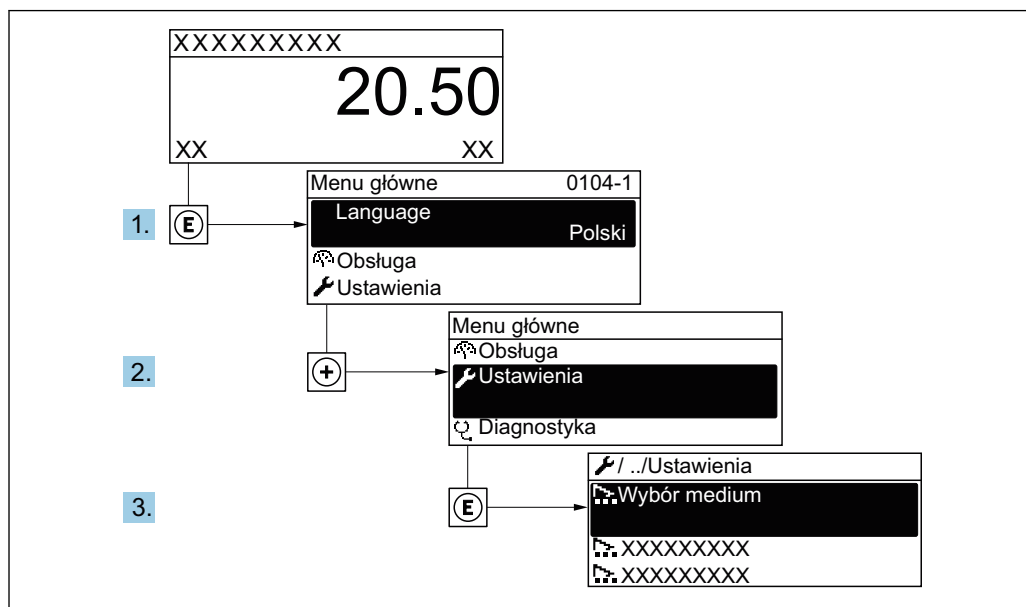 XXXXXXXXX
20.50
XX XX
1. E
Menu główne 0104-1
Language
Polski
Obsługa
Ustawienia
2. +
Menu główne
Obsługa
Ustawienia
Diagnostyka
3. E
/ ../Ustawienia
Wybór medium
XXXXXXXXX
XXXXXXXXX